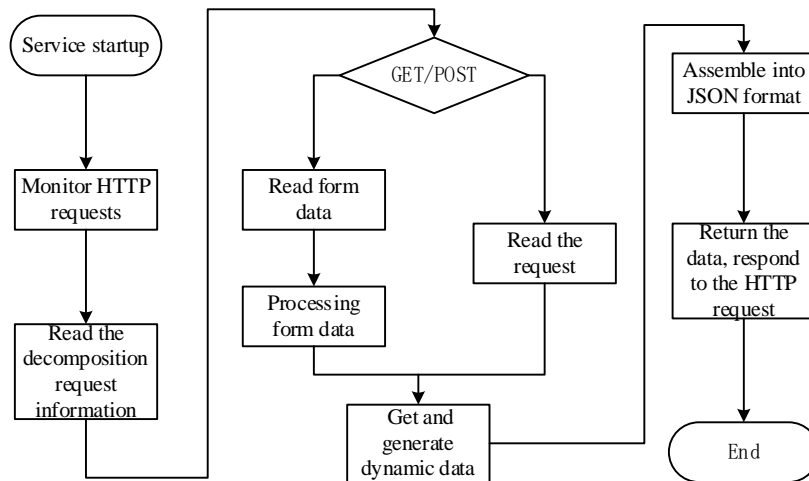 Service startup
Monitor HTTP
requests
Read the
decomposition
request
information
GET/POST
Read form
data
Processing
form data
Read the
request
Get and
generate
dynamic data
Assemble into
JSON format
Return the
data, respond
to the HTTP
request
End